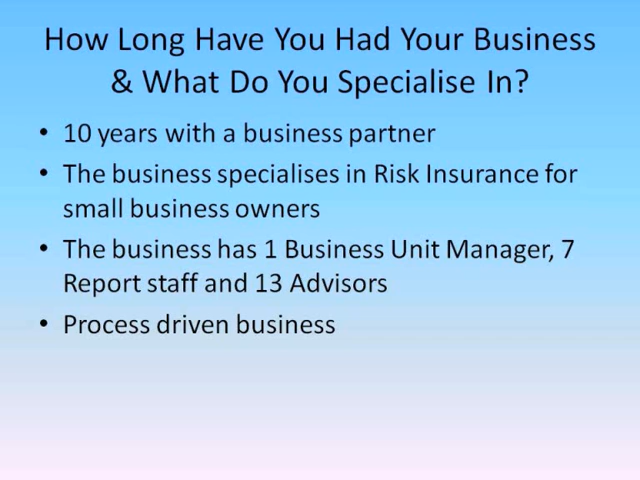 How Long Have You Had Your Business
& What Do You Specialise In?
• 10 years with a business partner
• The business specialises in Risk Insurance for
small business owners
• The business has 1 Business Unit Manager, 7
Report staff and 13 Advisors
• Process driven business